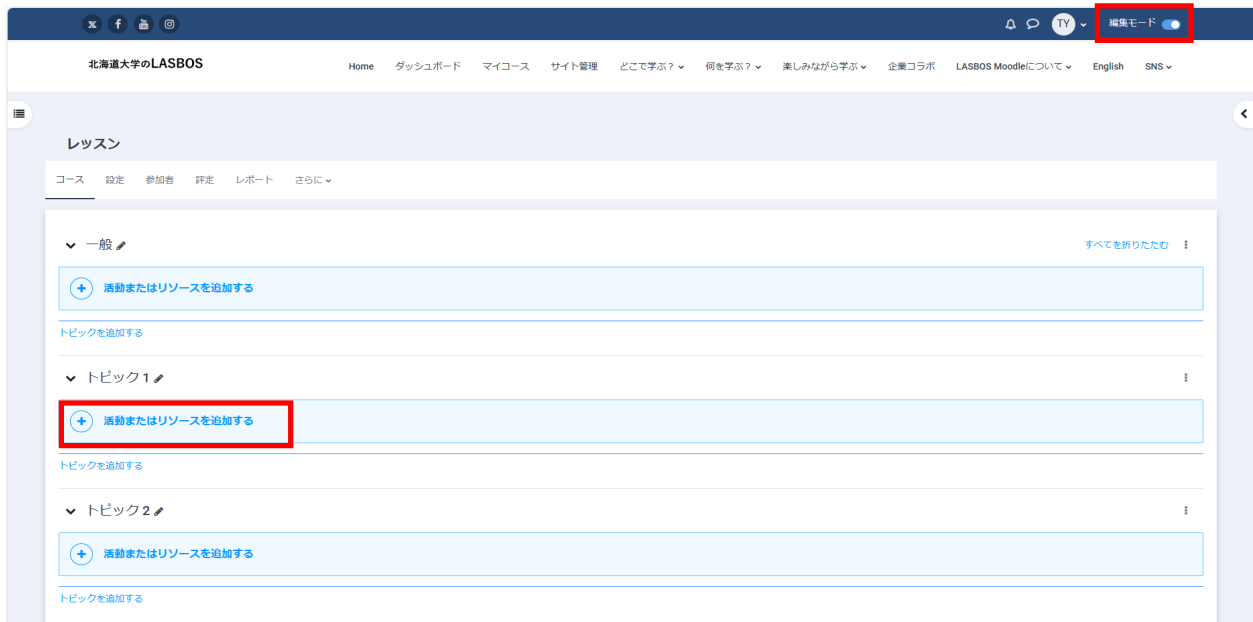 TY 編集モード
北海道大学のLASBOS
Home ダッシュボード マイコース サイト管理 どこで学ぶ? 何を学ぶ? 楽しみながら学ぶ 企業コラボ LASBOS Moodleについて English SNS
レッスン
コース 設定 参加者 評定 レポート さらに
一般 すべてを折りたたむ
活動またはリソースを追加する
トピックを追加する
トピック 1
活動またはリソースを追加する
トピックを追加する
トピック 2
活動またはリソースを追加する
トピックを追加する